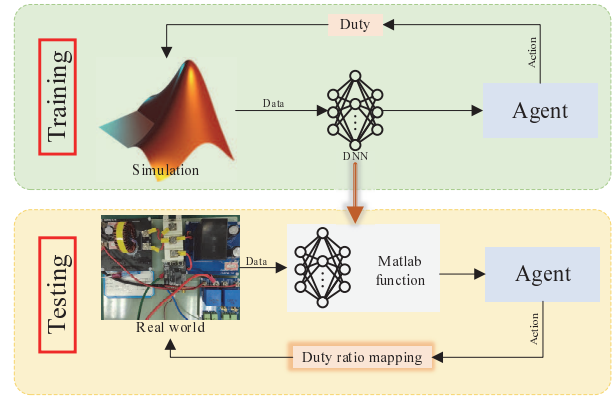 Training
Duty
Action
Data
Agent
DNN
Simulation
Testing
Data
Matlab
function
Agent
Real world
Action
Duty ratio mapping